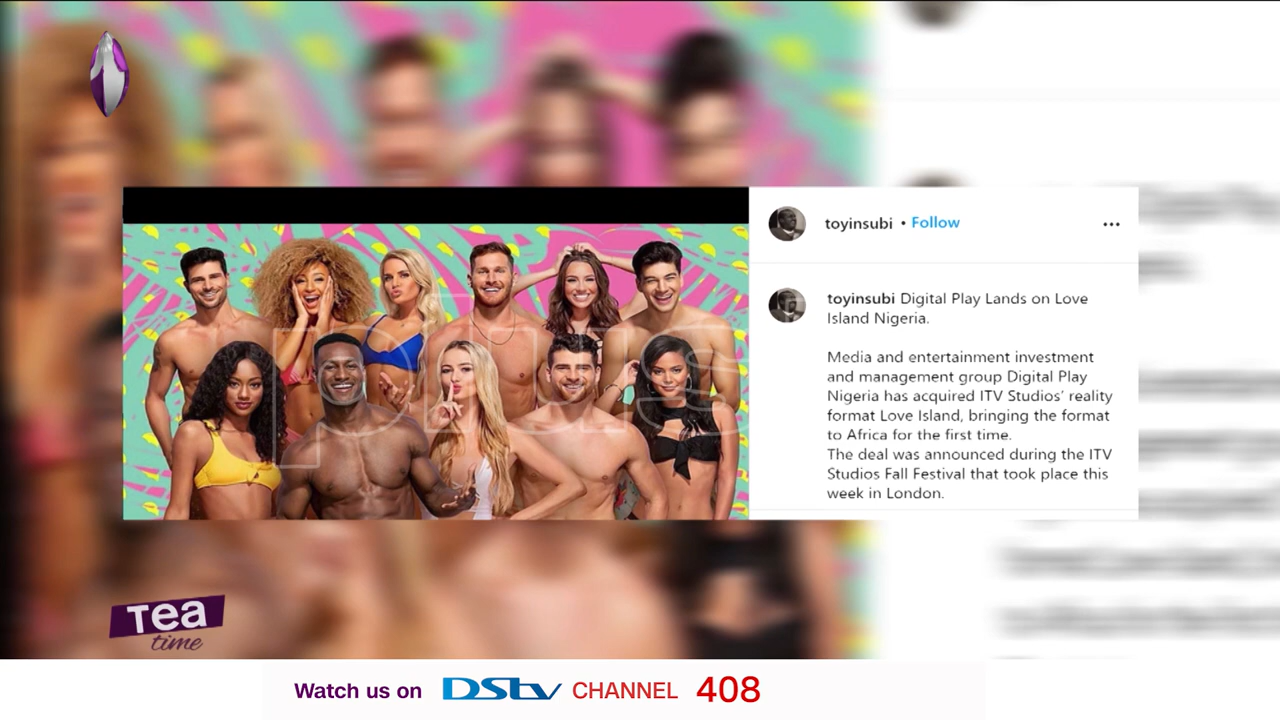 toyinsubi • Follow
toyinsubi Digital Play Lands on Love
Island Nigeria.
Media and entertainment investment
and management group Digital Play
Nigeria has acquired ITV Studios' reality
format Love Island, bringing the format
to Africa for the first time.
The deal was announced during the ITV
Studios Fall Festival that took place this
week in London.
plus
Tea
time
Watch us on DStv CHANNEL 408